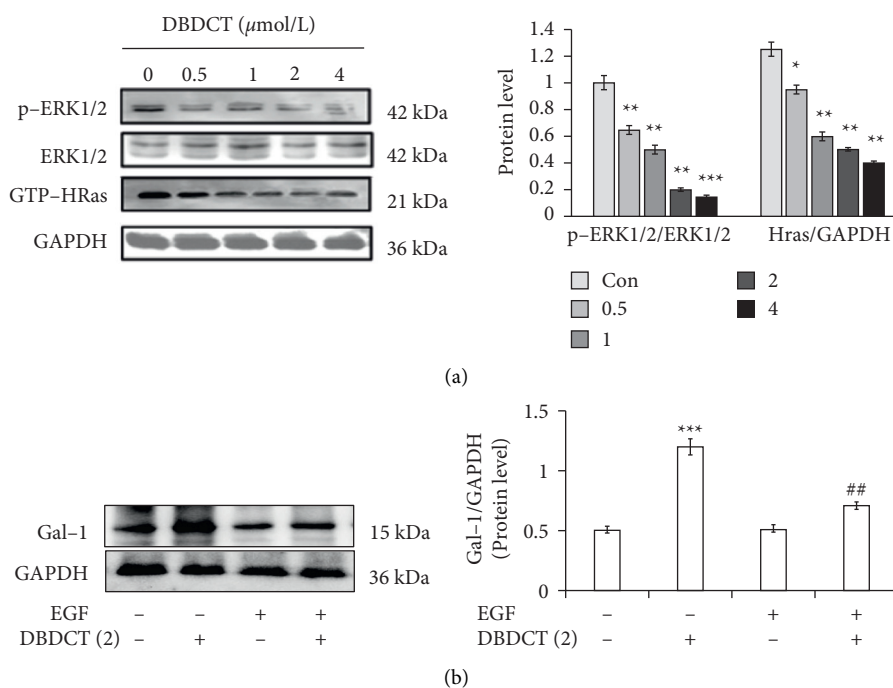 DBDCT (μmol/L)
0 0.5 1 2 4
p–ERK1/2 42 kDa
ERK1/2 42 kDa
GTP–HRas 21 kDa
GAPDH 36 kDa
Protein level
1.4
1.2
1
0.8
0.6
0.4
0.2
0
** ** ** ***
* ** ** **
p–ERK1/2/ERK1/2 Hras/GAPDH
Con 2
0.5 4
1
(a)
Gal–1 15 kDa
GAPDH 36 kDa
EGF – – + +
DBDCT (2) – + – +
Gal–1/GAPDH
(Protein level)
1.5
1
0.5
0
***
##
EGF – – + +
DBDCT (2) – + – +
(b)